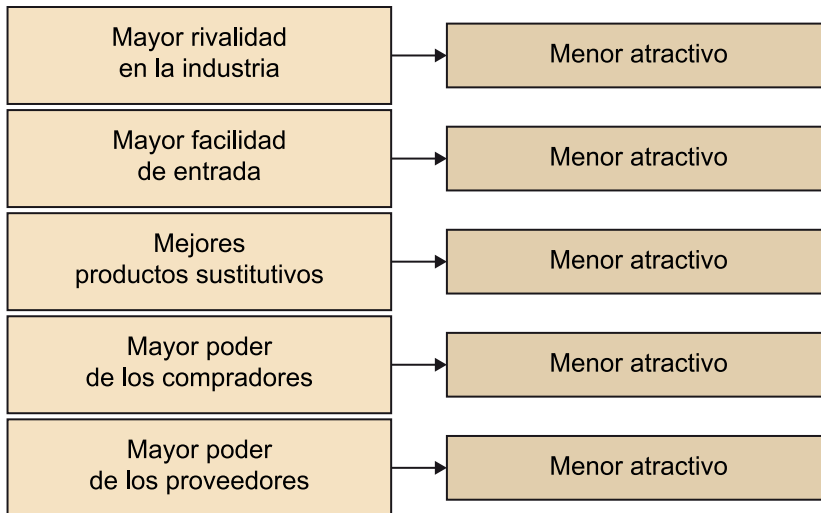 Mayor rivalidad
en la industria
Menor atractivo
Mayor facilidad
de entrada
Menor atractivo
Mejores
productos sustitutivos
Menor atractivo
Mayor poder
de los compradores
Menor atractivo
Mayor poder
de los proveedores
Menor atractivo